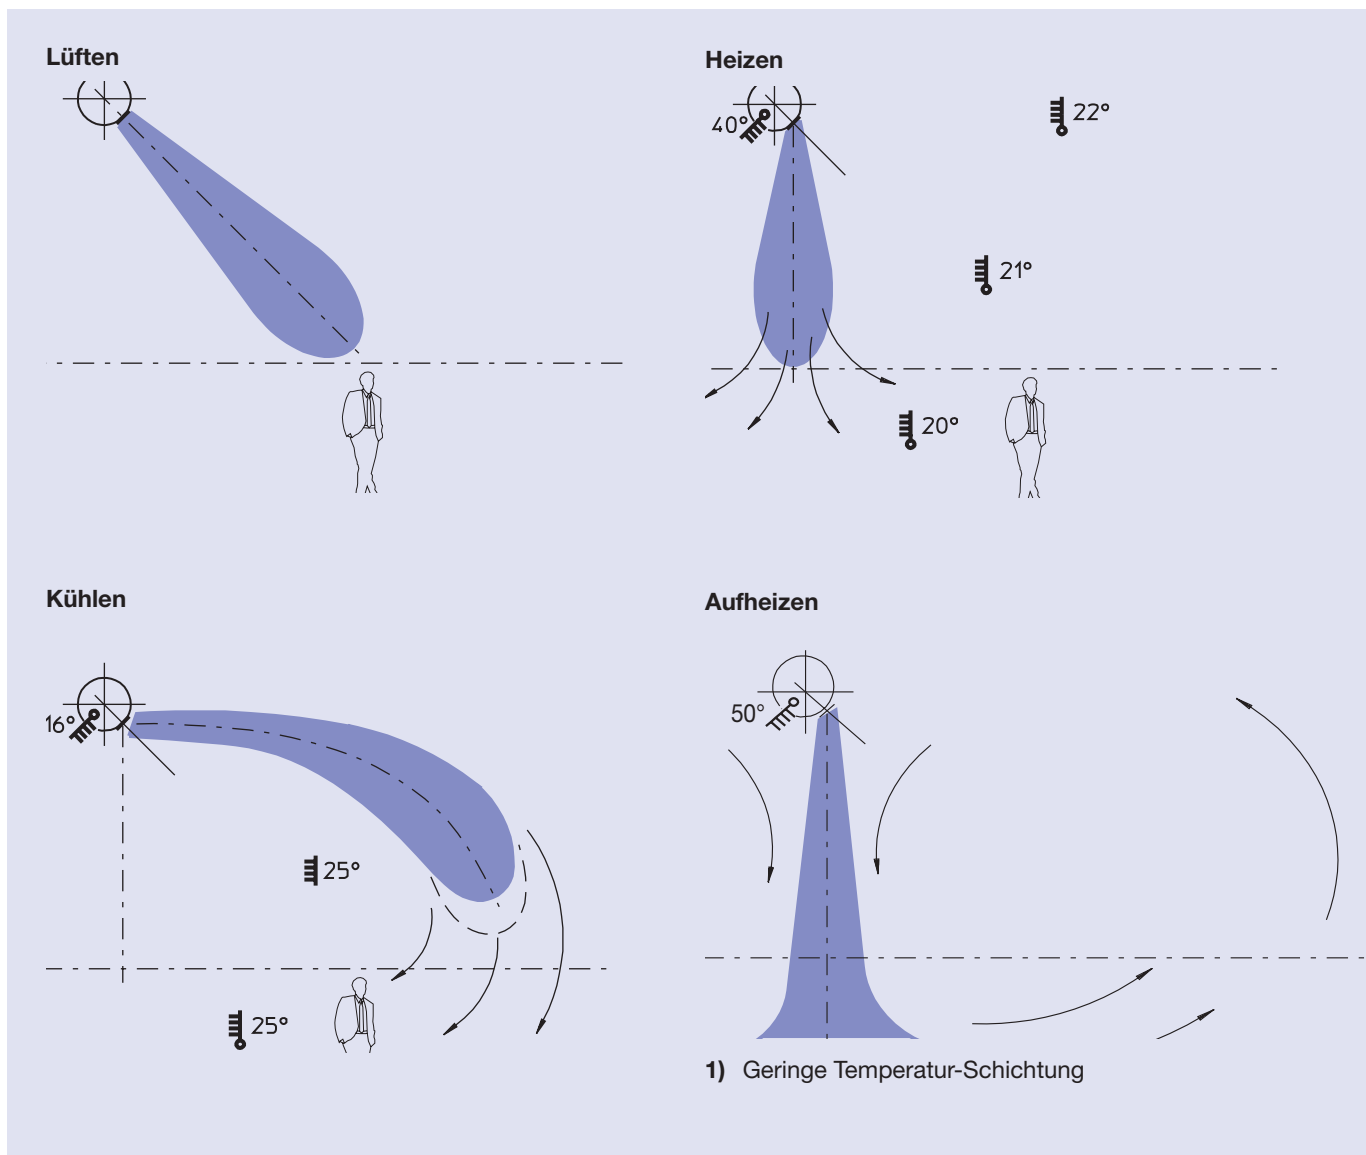 Lüften
Heizen
40°
22°
21°
20°
Kühlen
16°
25°
25°
Aufheizen
50°
1) Geringe Temperatur-Schichtung